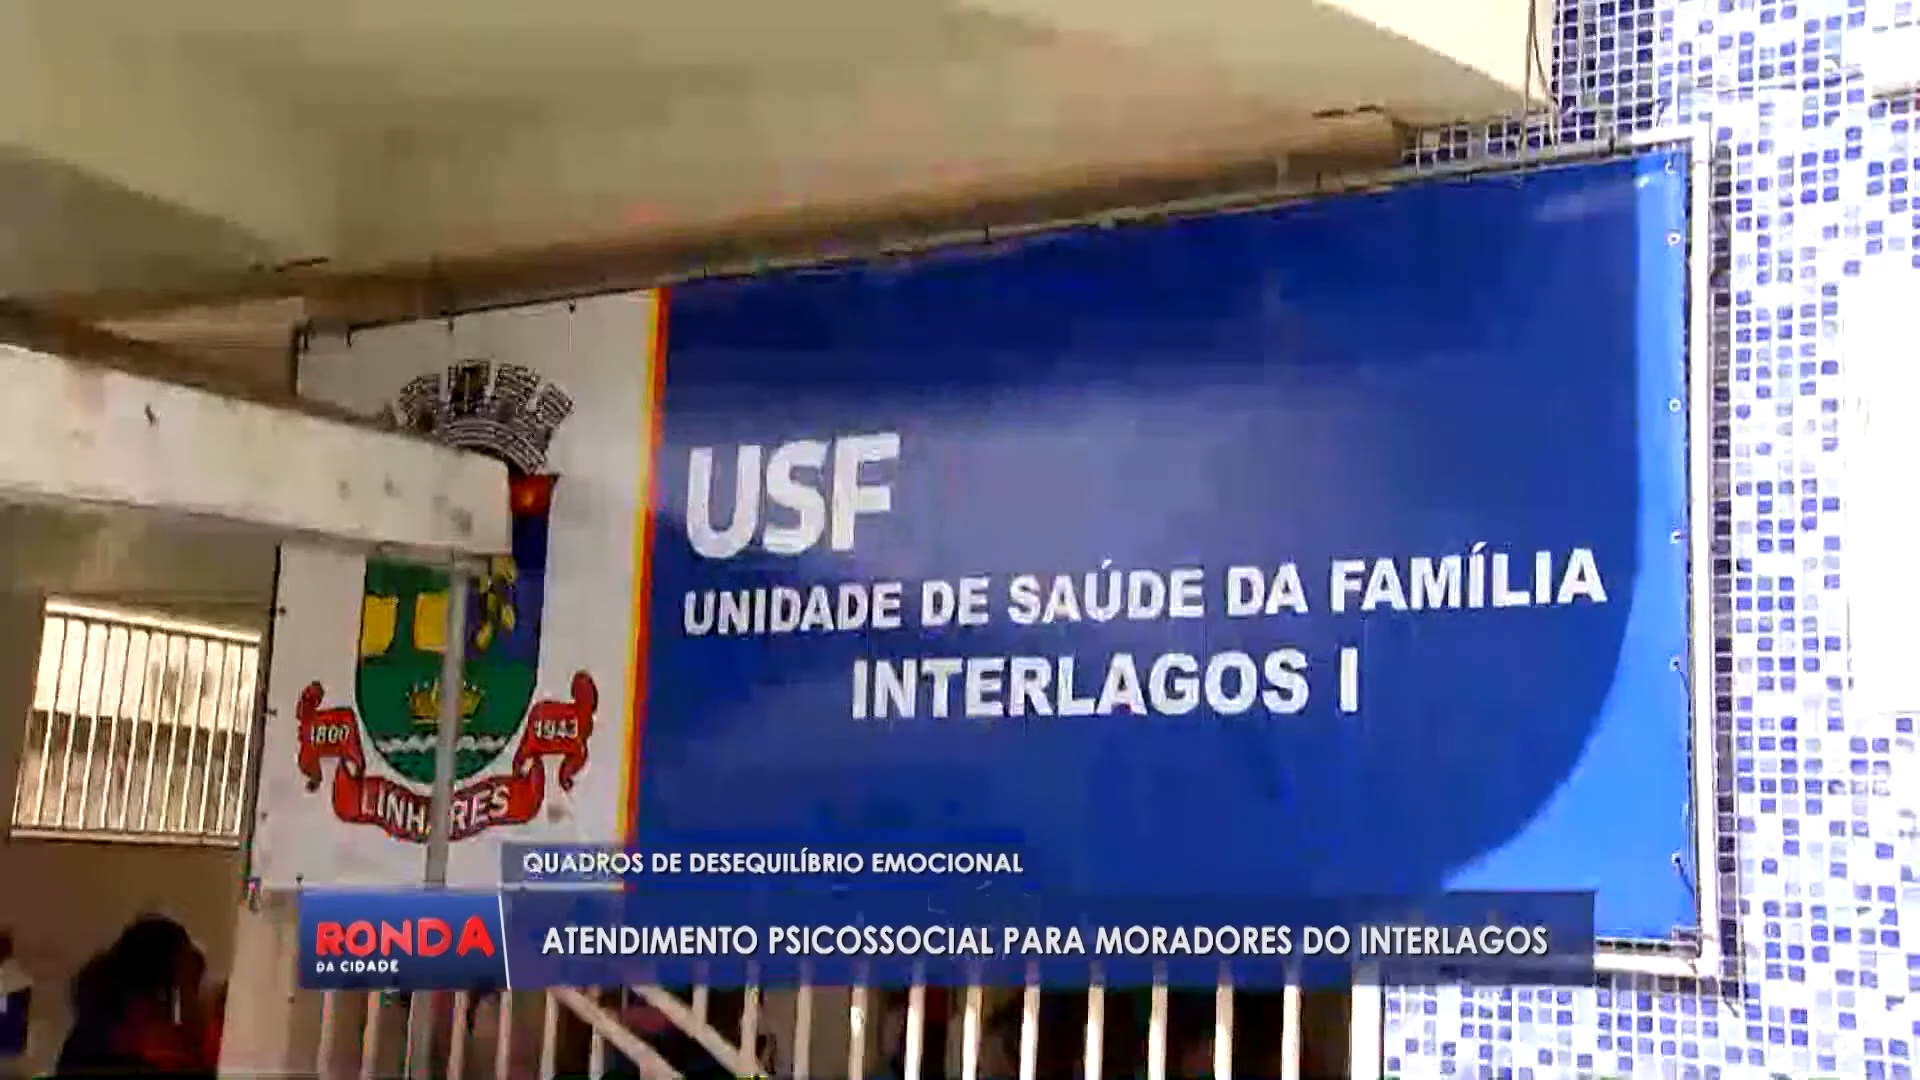 USF
UNIDADE DE SAÚDE DA FAMÍLIA
INTERLAGOS I
1800
1943
LINHARES
QUADROS DE DESEQUILÍBRIO EMOCIONAL
RONDA
DA CIDADE
ATENDIMENTO PSICOSSOCIAL PARA MORADORES DO INTERLAGOS